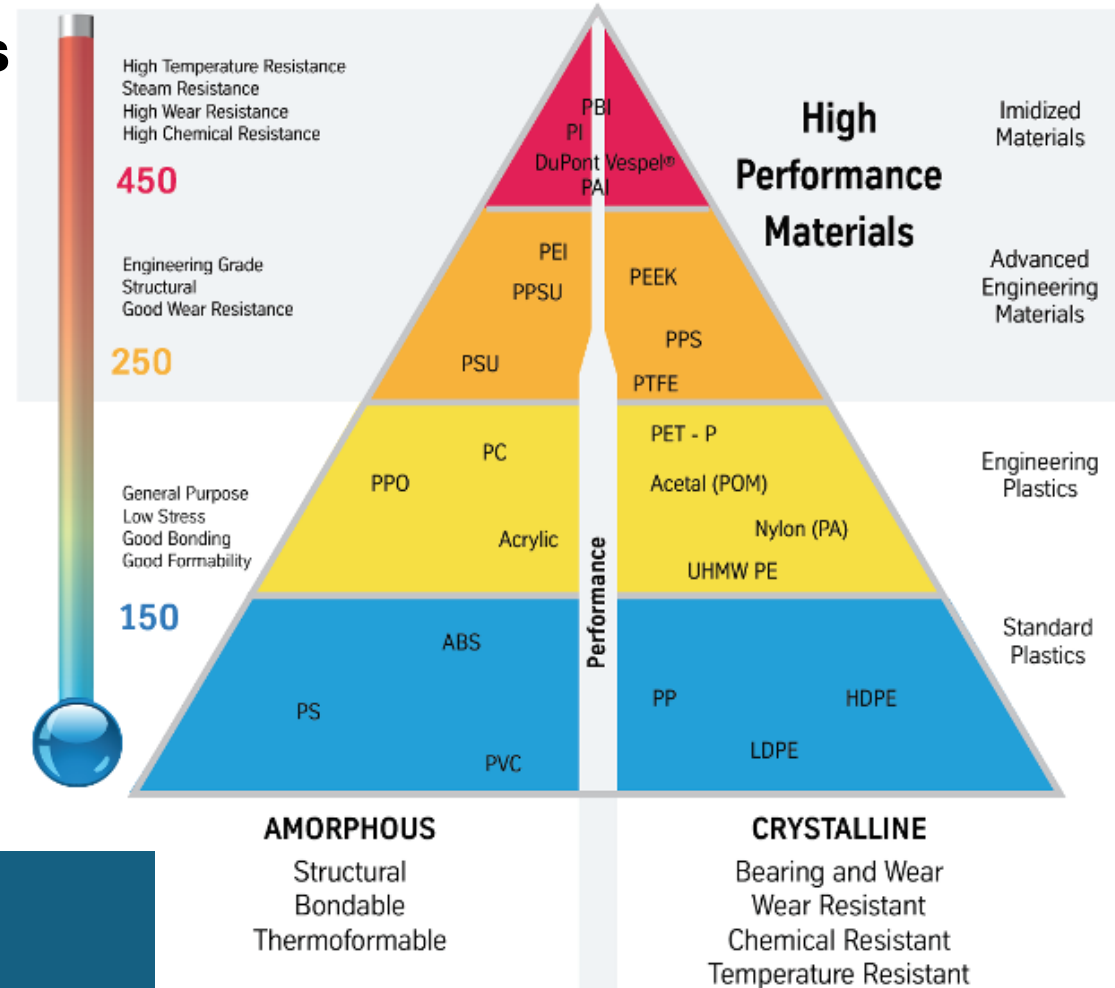 s
High Temperature Resistance
Steam Resistance
High Wear Resistance
High Chemical Resistance
450
Engineering Grade
Structural
Good Wear Resistance
250
General Purpose
Low Stress
Good Bonding
Good Formability
150
PBI
PI
DuPont Vespel®
PAI
PEI
PPSU
PSU
PEEK
PPS
PTFE
PC
PPO
Acrylic
PET - P
Acetal (POM)
Nylon (PA)
UHMW PE
ABS
PS
PVC
PP
HDPE
LDPE
Performance
High
Performance
Materials
Imidized
Materials
Advanced
Engineering
Materials
Engineering
Plastics
Standard
Plastics
AMORPHOUS
Structural
Bondable
Thermoformable
CRYSTALLINE
Bearing and Wear
Wear Resistant
Chemical Resistant
Temperature Resistant